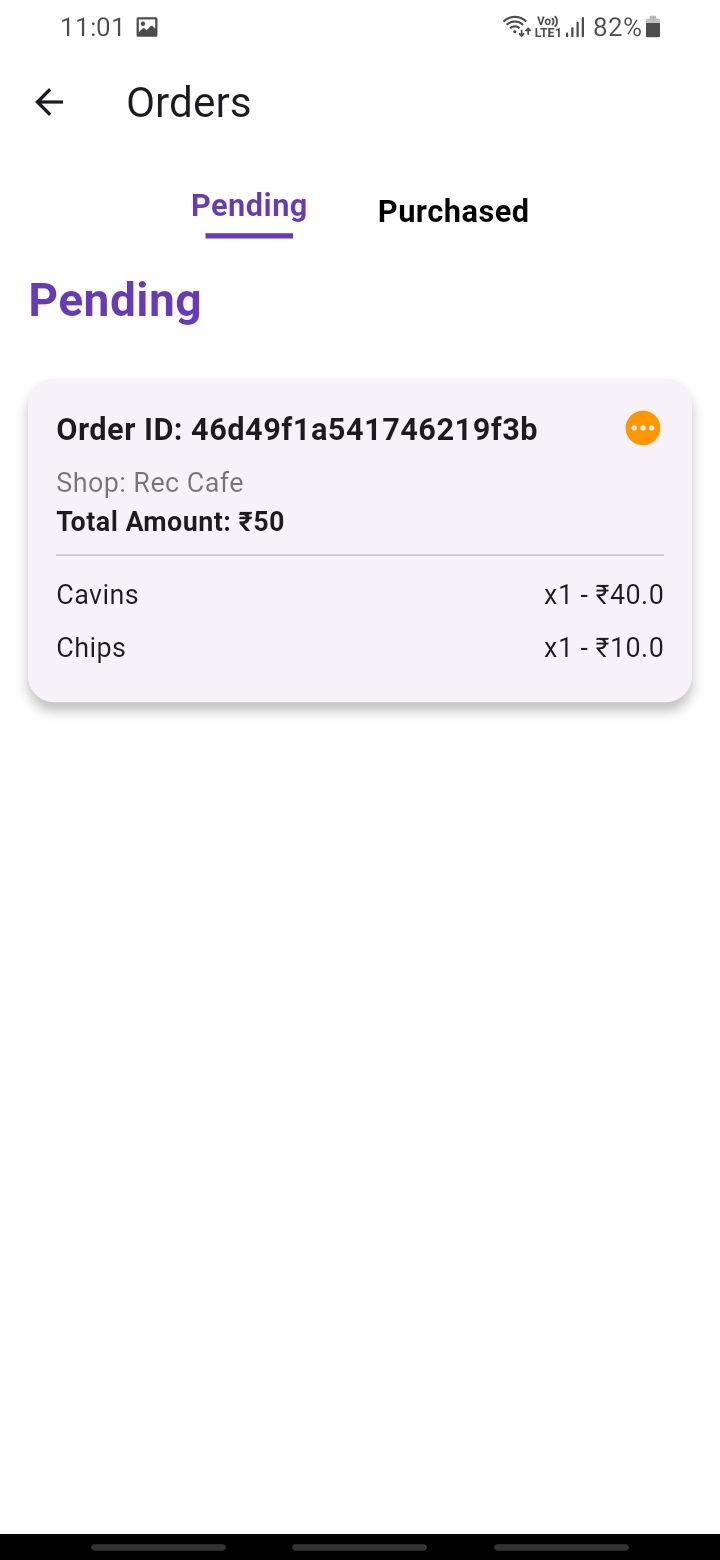 11:01 Vo)) LTE1 82%
Orders
Pending Purchased
Pending
Order ID: 46d49f1a541746219f3b
Shop: Rec Cafe
Total Amount: ₹50
Cavins x1 - ₹40.0
Chips x1 - ₹10.0